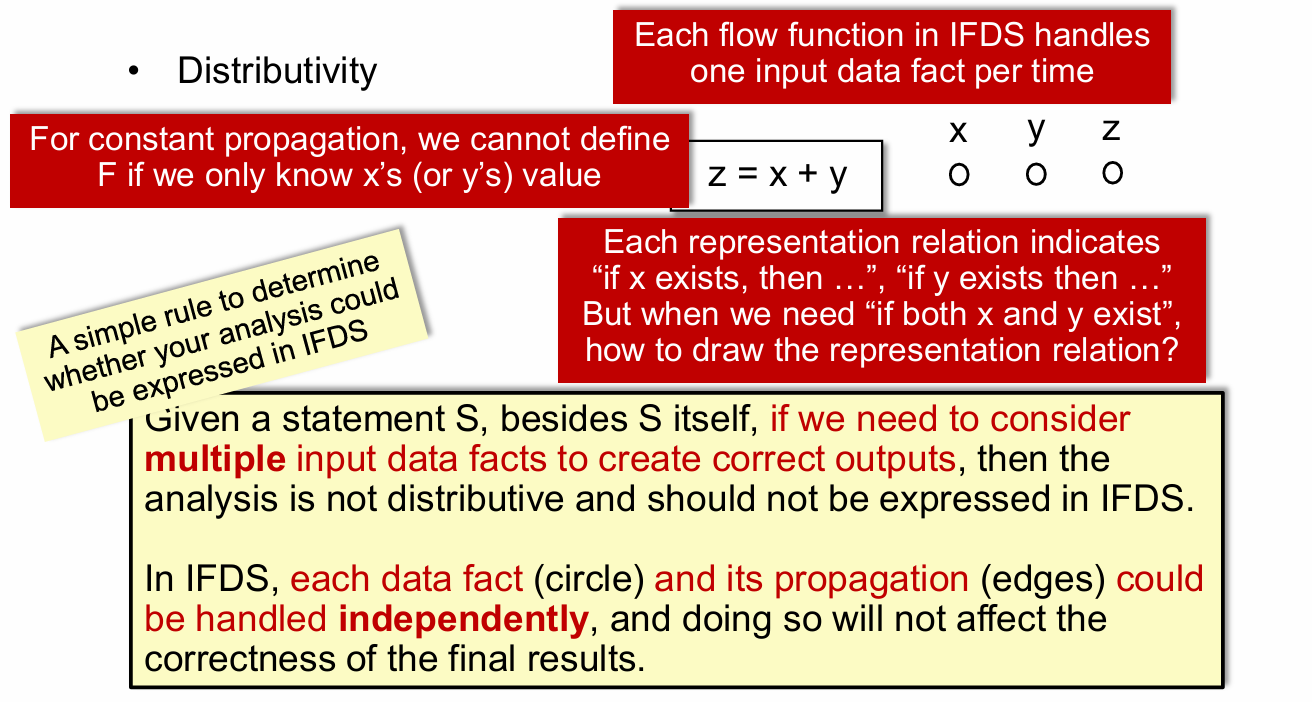 • Distributivity
Each flow function in IFDS handles
one input data fact per time
For constant propagation, we cannot define
F if we only know x’s (or y’s) value
z = x + y
x y z
Each representation relation indicates
“if x exists, then …”, “if y exists then …”
But when we need “if both x and y exist”,
how to draw the representation relation?
A simple rule to determine
whether your analysis could
be expressed in IFDS
Given a statement S, besides S itself, if we need to consider
multiple input data facts to create correct outputs, then the
analysis is not distributive and should not be expressed in IFDS.
In IFDS, each data fact (circle) and its propagation (edges) could
be handled independently, and doing so will not affect the
correctness of the final results.